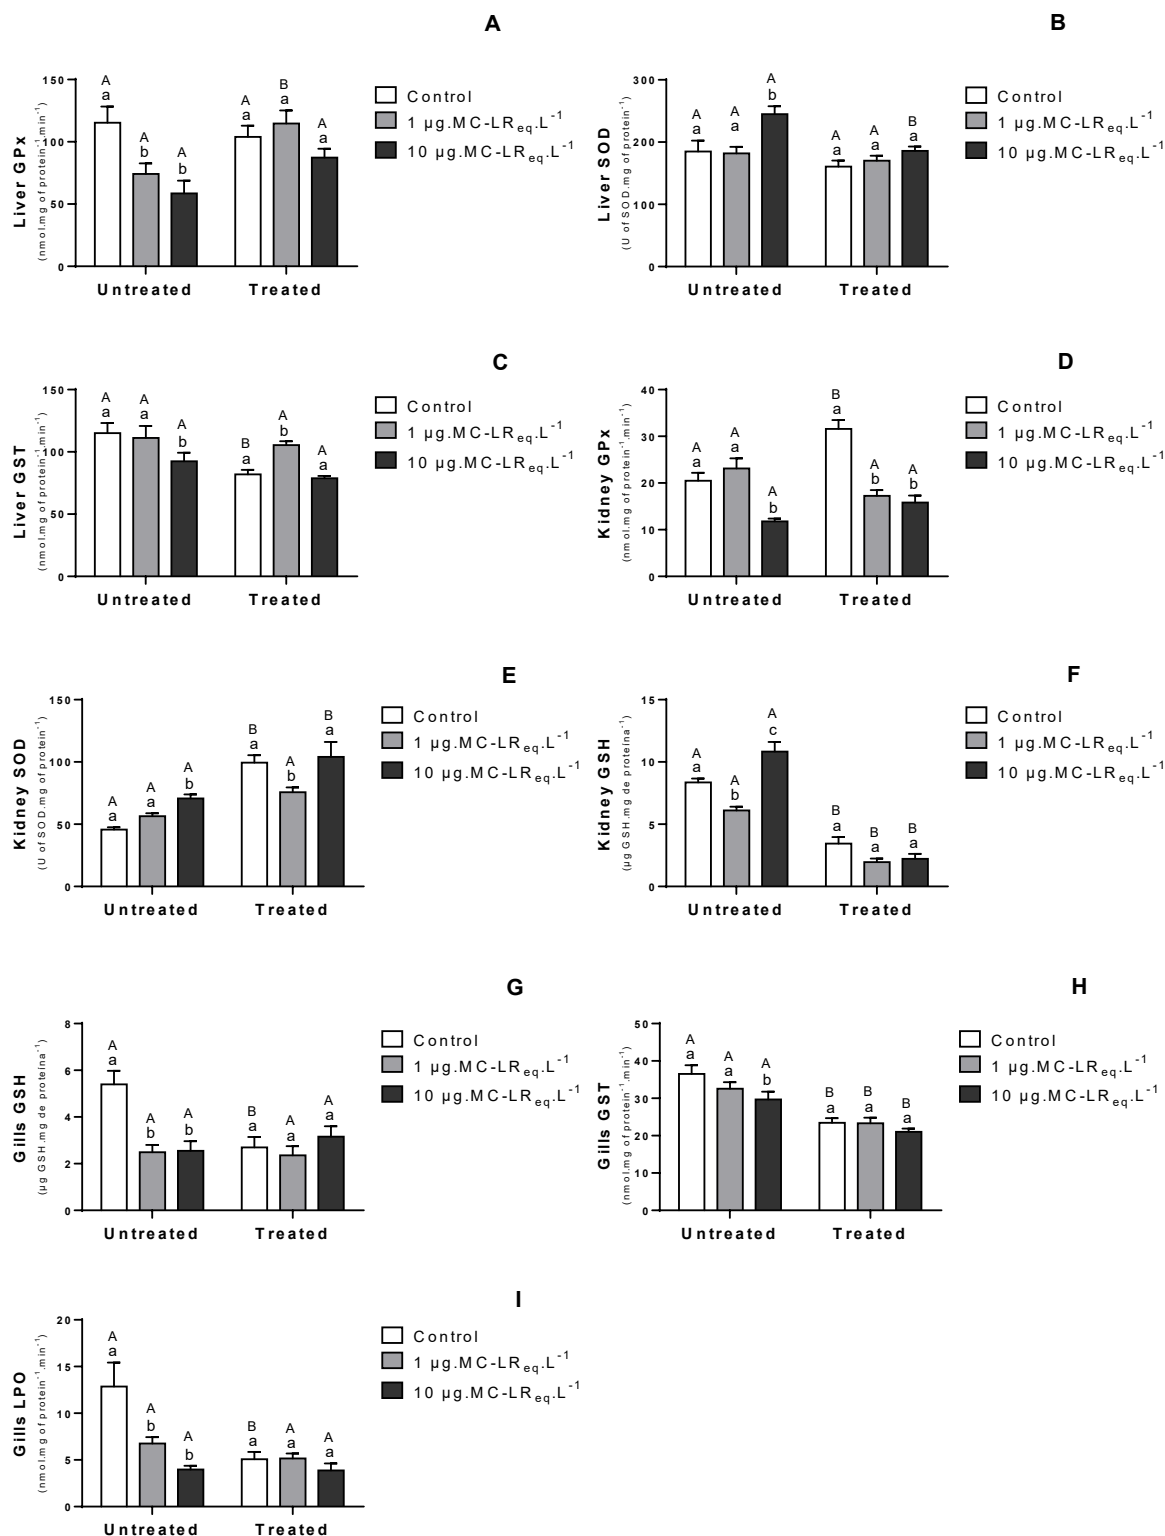 A
Liver GPx
(nmol.mg of protein⁻¹.min⁻¹)
150
100
50
0
A
a
A
b
A
b
A
a
B
a
A
a
Untreated
Treated
Control
1 µg.MC-LReq.L⁻¹
10 µg.MC-LReq.L⁻¹
B
Liver SOD
(U of SOD.mg of protein⁻¹)
300
200
100
0
A
a
A
a
A
b
A
a
A
a
B
a
Untreated
Treated
Control
1 µg.MC-LReq.L⁻¹
10 µg.MC-LReq.L⁻¹
C
Liver GST
(nmol.mg of protein⁻¹.min⁻¹)
150
100
50
0
A
a
A
a
A
b
B
a
A
b
A
a
Untreated
Treated
Control
1 µg.MC-LReq.L⁻¹
10 µg.MC-LReq.L⁻¹
D
Kidney GPx
(nmol.mg of protein⁻¹.min⁻¹)
40
30
20
10
0
A
a
A
a
A
b
B
a
A
b
A
b
Untreated
Treated
Control
1 µg.MC-LReq.L⁻¹
10 µg.MC-LReq.L⁻¹
E
Kidney SOD
(U of SOD.mg of protein⁻¹)
150
100
50
0
A
a
A
a
A
b
B
a
A
b
B
a
Untreated
Treated
Control
1 µg.MC-LReq.L⁻¹
10 µg.MC-LReq.L⁻¹
F
Kidney GSH
(µg GSH.mg de proteina⁻¹)
15
10
5
0
A
a
A
b
A
c
B
a
B
a
B
a
Untreated
Treated
Control
1 µg.MC-LReq.L⁻¹
10 µg.MC-LReq.L⁻¹
G
Gills GSH
(µg GSH.mg de proteina⁻¹)
8
6
4
2
0
A
a
A
b
A
b
B
a
A
a
A
a
Untreated
Treated
Control
1 µg.MC-LReq.L⁻¹
10 µg.MC-LReq.L⁻¹
H
Gills GST
(nmol.mg of protein⁻¹.min⁻¹)
50
40
30
20
10
0
A
a
A
a
A
b
B
a
B
a
B
a
Untreated
Treated
Control
1 µg.MC-LReq.L⁻¹
10 µg.MC-LReq.L⁻¹
I
Gills LPO
(nmol.mg of protein⁻¹.min⁻¹)
20
15
10
5
0
A
a
A
b
A
b
B
a
A
a
A
a
Untreated
Treated
Control
1 µg.MC-LReq.L⁻¹
10 µg.MC-LReq.L⁻¹